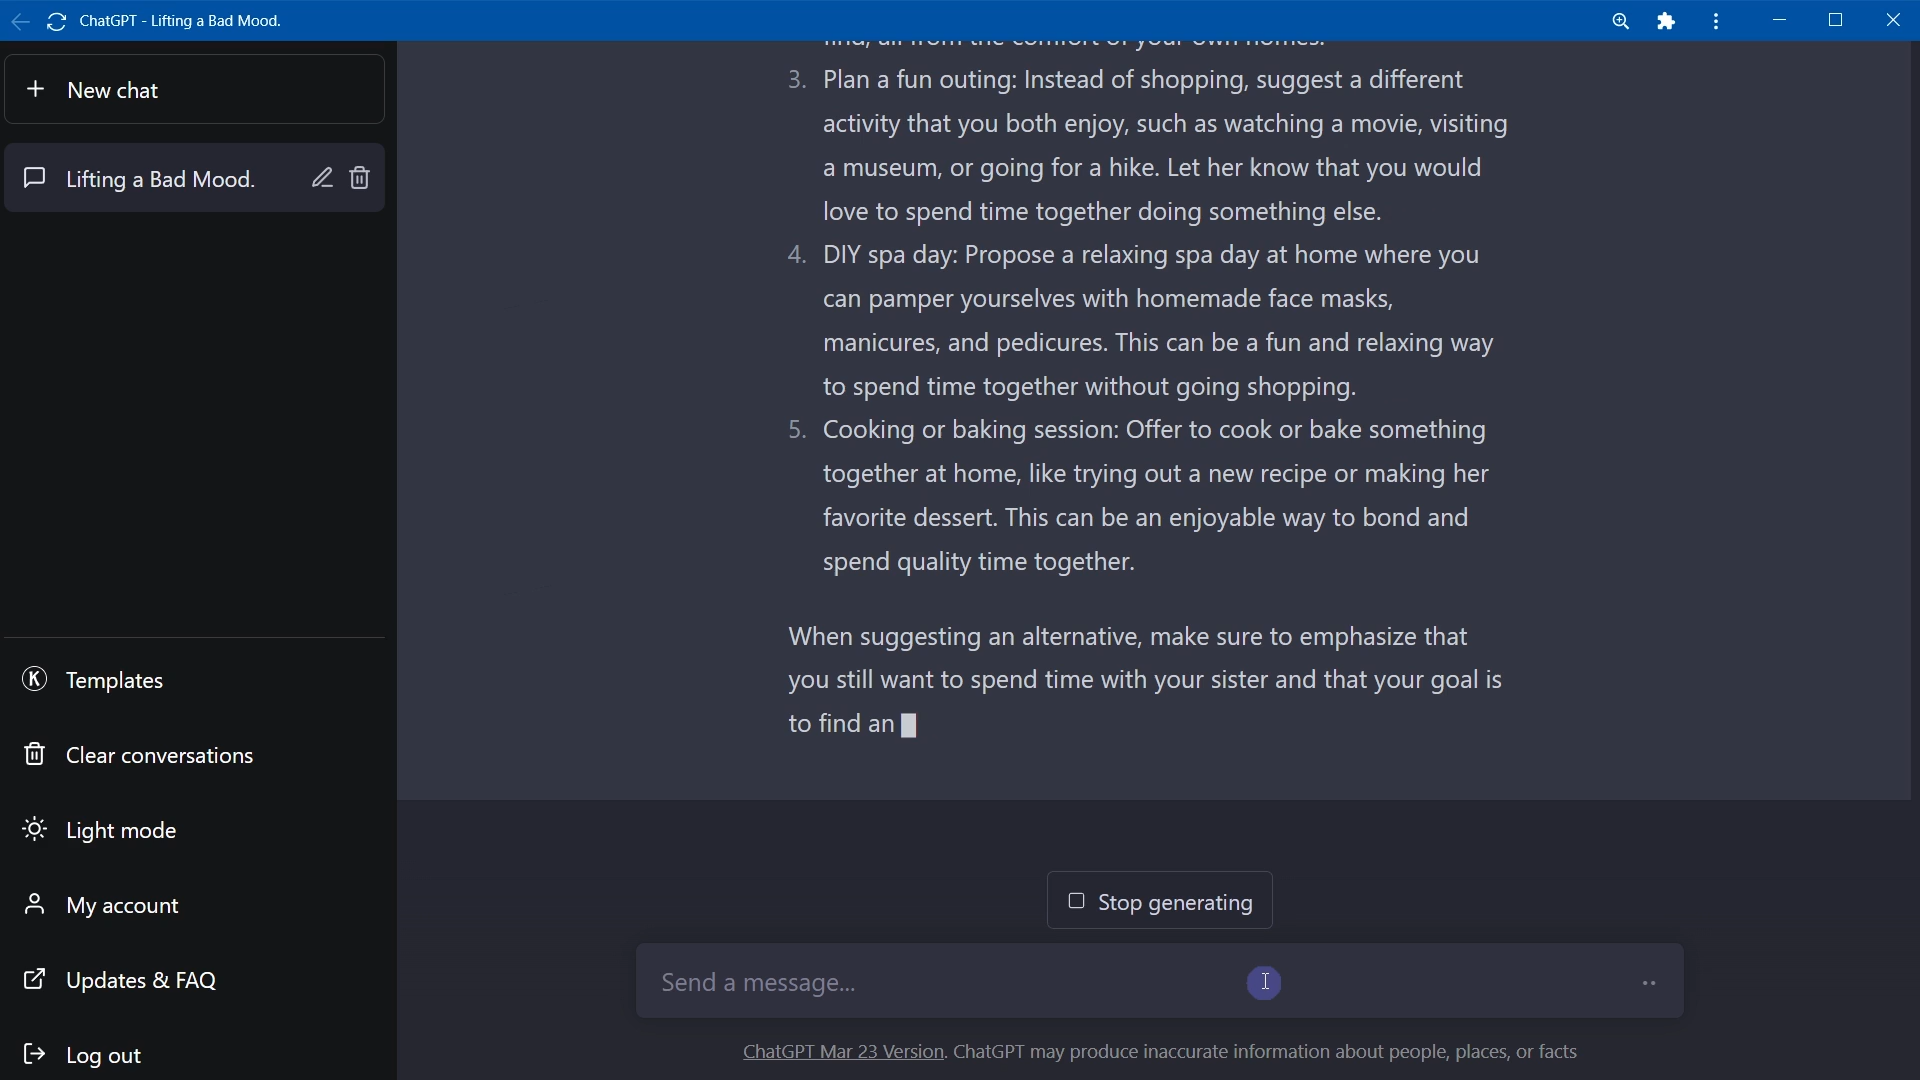 ChatGPT - Lifting a Bad Mood.
New chat
Lifting a Bad Mood.
Templates
Clear conversations
Light mode
My account
Updates & FAQ
Log out
find, all from the comfort of your own homes.
3. Plan a fun outing: Instead of shopping, suggest a different
activity that you both enjoy, such as watching a movie, visiting
a museum, or going for a hike. Let her know that you would
love to spend time together doing something else.
4. DIY spa day: Propose a relaxing spa day at home where you
can pamper yourselves with homemade face masks,
manicures, and pedicures. This can be a fun and relaxing way
to spend time together without going shopping.
5. Cooking or baking session: Offer to cook or bake something
together at home, like trying out a new recipe or making her
favorite dessert. This can be an enjoyable way to bond and
spend quality time together.
When suggesting an alternative, make sure to emphasize that
you still want to spend time with your sister and that your goal is
to find an
Stop generating
Send a message...
ChatGPT Mar 23 Version. ChatGPT may produce inaccurate information about people, places, or facts